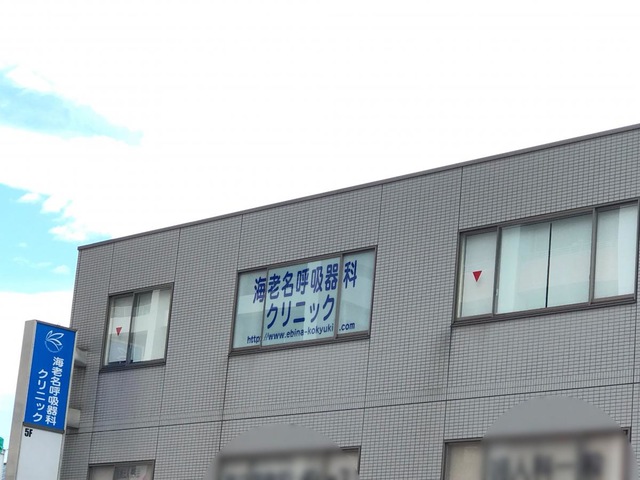 海老名呼吸器科
クリニック
http://www.ebina-kokyuki .com
海老名呼吸器科
クリニック
5F